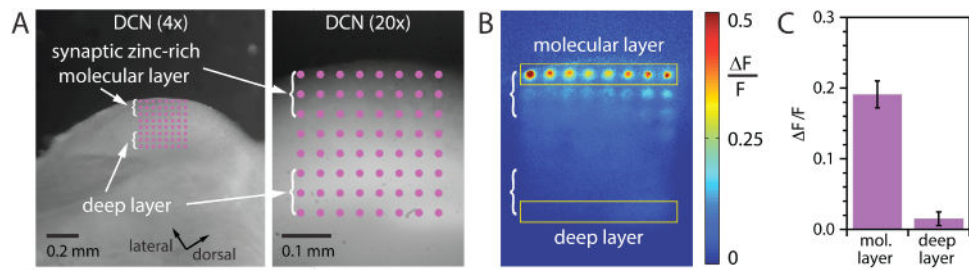 A
DCN (4x)
DCN (20x)
synaptic zinc-rich
molecular layer
deep layer
0.2 mm
lateral
dorsal
0.1 mm
B
molecular layer
deep layer
0.5
ΔF
F
0.25
0
C
0.3
0.2
0.1
0.0
ΔF/F
mol.
layer
deep
layer